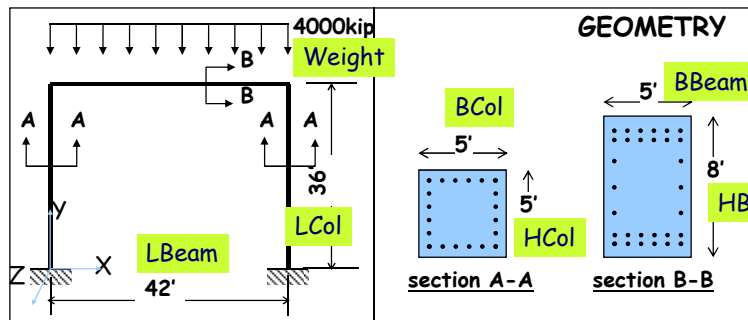 4000kip
Weight
B
B
A
A
A
A
36'
LCol
Y
X
Z
LBeam
42'
GEOMETRY
BCol
5'
5'
HCol
section A-A
BBeam
5'
8'
HB
section B-B